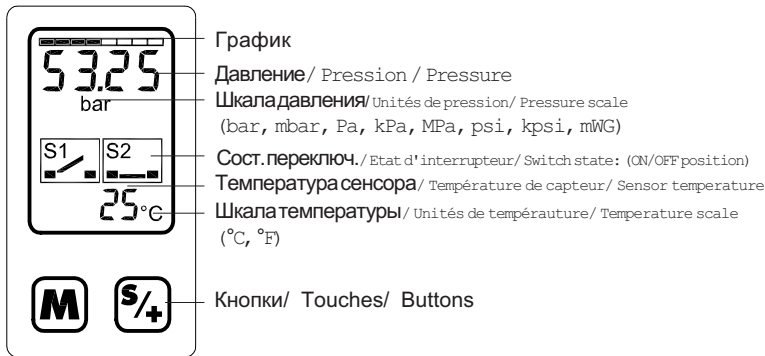 График
53.25
Давление/ Pression / Pressure
bar
Шкала давления/ Unités de pression/ Pressure scale
(bar, mbar, Pa, kPa, MPa, psi, kpsi, mWG)
S1 S2
Сост. переключ./ Etat d'interrupteur/ Switch state: (ON/OFF position)
Температура сенсора/ Température de capteur/ Sensor temperature
25°C
Шкала температуры/ Unités de tempérauture/ Temperature scale
(°C, °F)
M S/+
Кнопки/ Touches/ Buttons